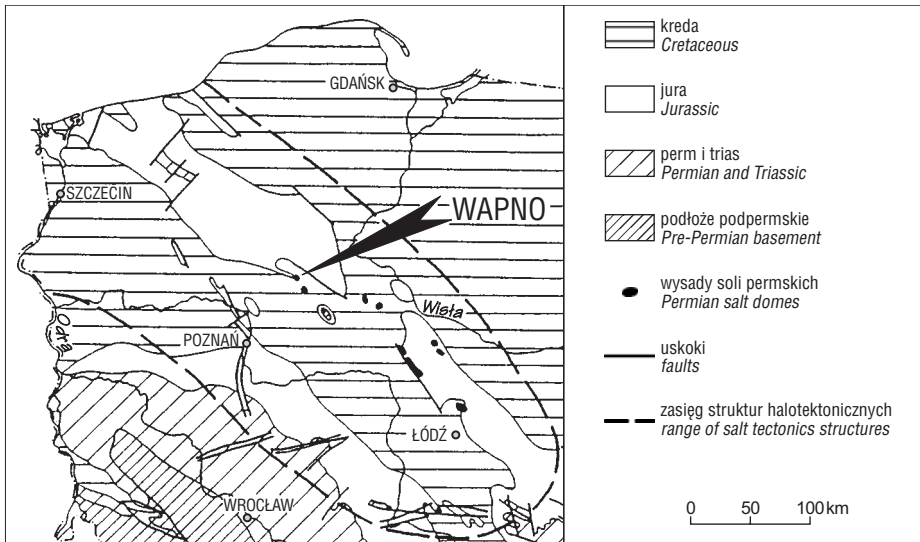 GDAŃSK
SZCZECIN
WAPNO
Wisła
Odra
POZNAŃ
ŁÓDŹ
WROCŁAW
kreda
Cretaceous
jura
Jurassic
perm i trias
Permian and Triassic
podłoże podpermskie
Pre-Permian basement
wysady soli permskich
Permian salt domes
uskoki
faults
zasięg struktur halotektonicznych
range of salt tectonics structures
0 50 100 km